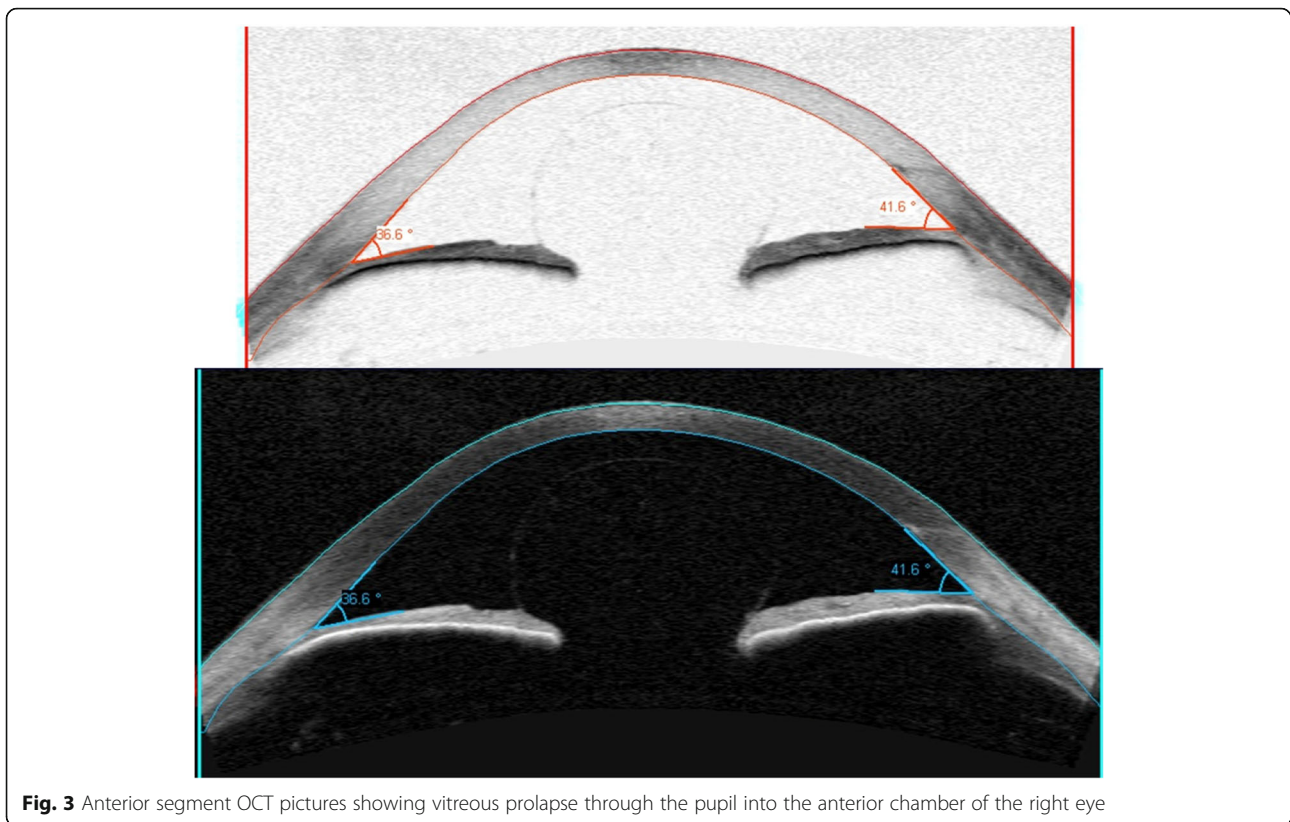 36.6 °
41.6 °
36.6 °
41.6 °
Fig. 3 Anterior segment OCT pictures showing vitreous prolapse through the pupil into the anterior chamber of the right eye